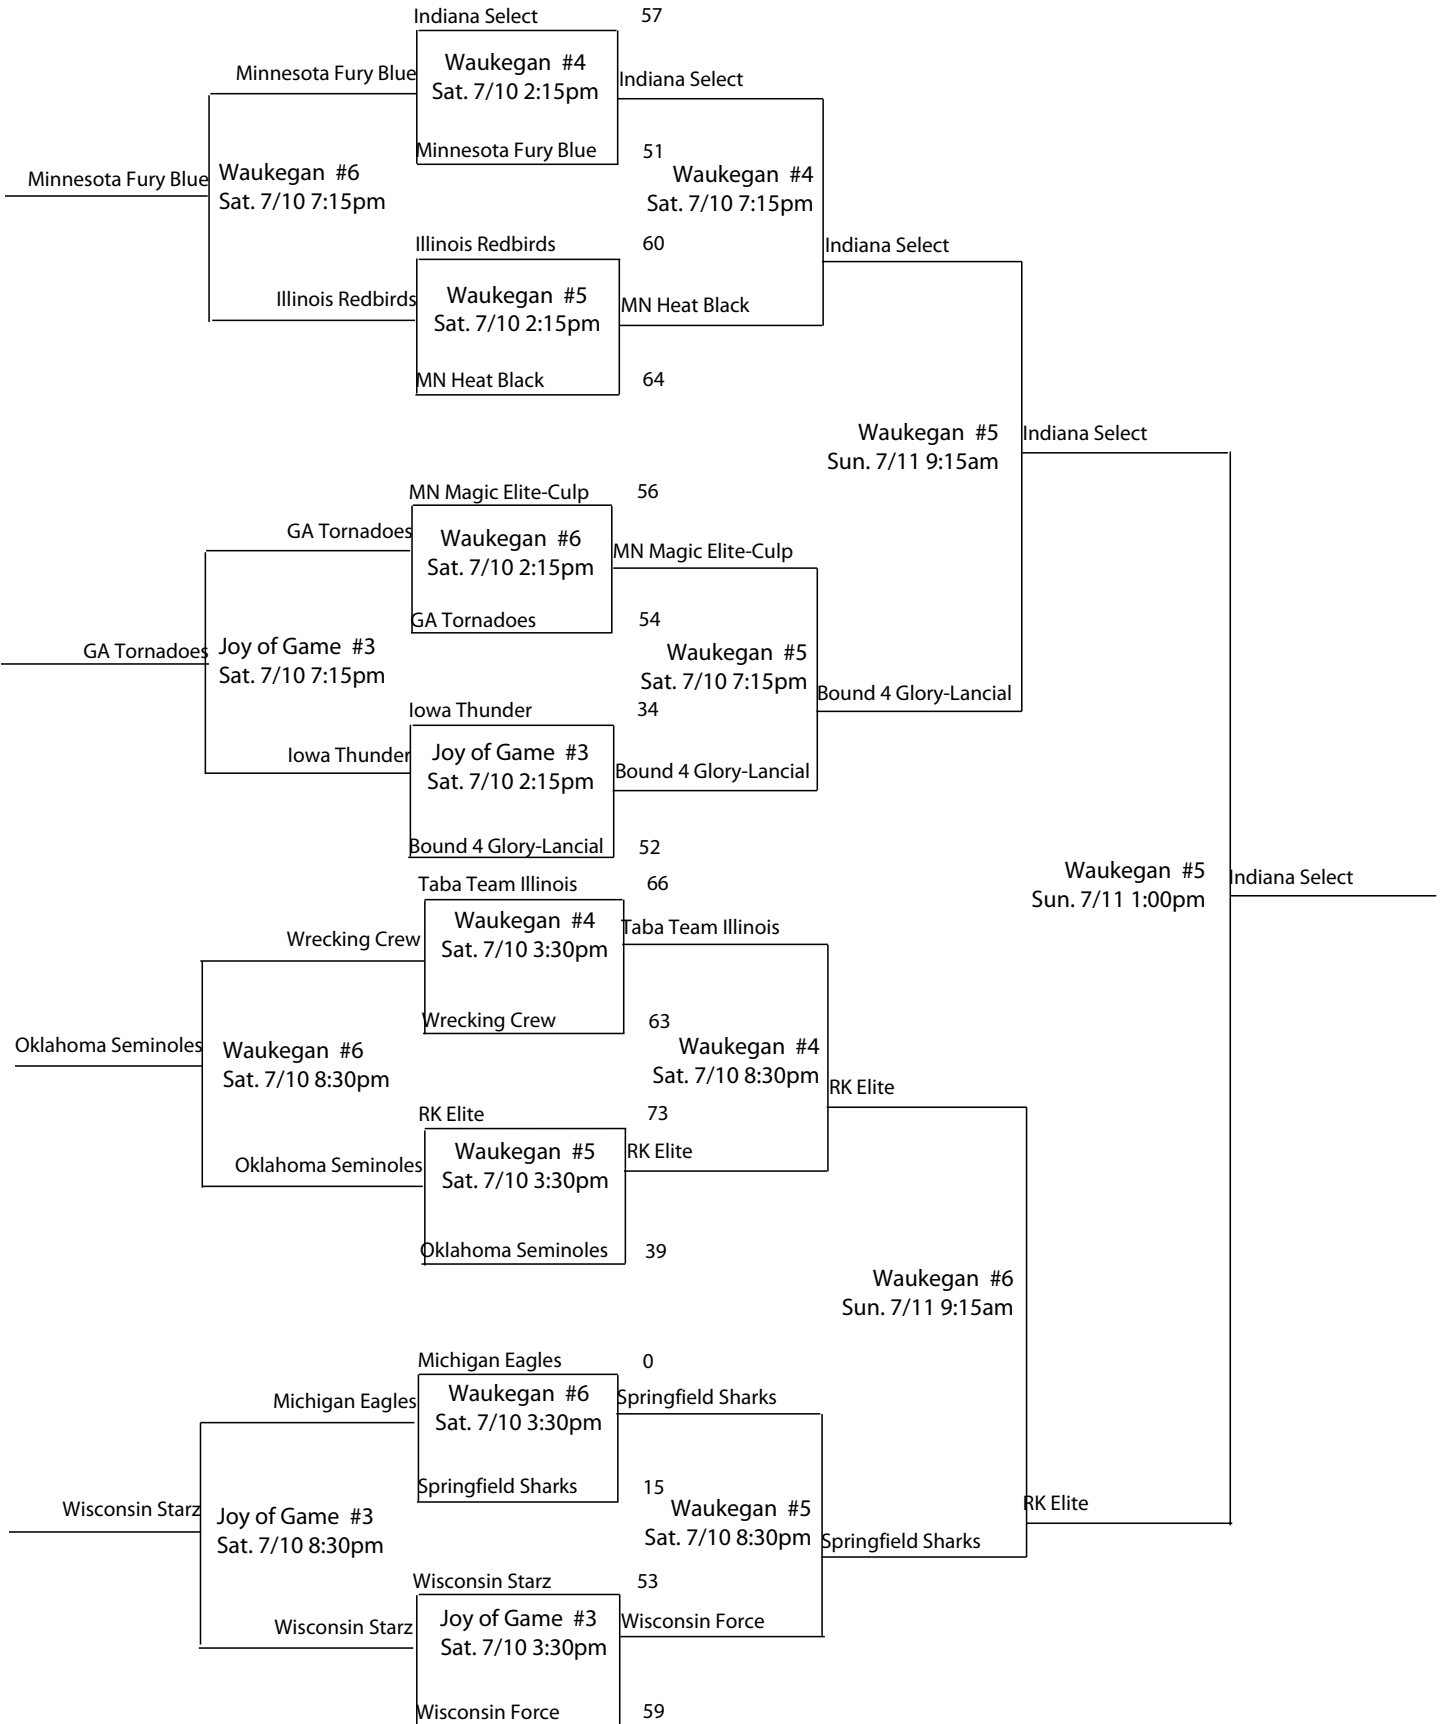 Indiana Select 57
Waukegan #4
Sat. 7/10 2:15pm
Minnesota Fury Blue
Indiana Select
Minnesota Fury Blue 51
Minnesota Fury Blue
Waukegan #6
Sat. 7/10 7:15pm
Waukegan #4
Sat. 7/10 7:15pm
Illinois Redbirds 60
Indiana Select
Illinois Redbirds
Waukegan #5
Sat. 7/10 2:15pm
MN Heat Black
MN Heat Black 64
Waukegan #5
Sun. 7/11 9:15am
Indiana Select
MN Magic Elite-Culp 56
GA Tornadoes
Waukegan #6
Sat. 7/10 2:15pm
MN Magic Elite-Culp
GA Tornadoes 54
GA Tornadoes
Joy of Game #3
Sat. 7/10 7:15pm
Waukegan #5
Sat. 7/10 7:15pm
Bound 4 Glory-Lancial
Iowa Thunder 34
Iowa Thunder
Joy of Game #3
Sat. 7/10 2:15pm
Bound 4 Glory-Lancial
Bound 4 Glory-Lancial 52
Waukegan #5
Sun. 7/11 1:00pm
Indiana Select
Taba Team Illinois 66
Wrecking Crew
Waukegan #4
Sat. 7/10 3:30pm
Taba Team Illinois
Wrecking Crew 63
Oklahoma Seminoles
Waukegan #6
Sat. 7/10 8:30pm
Waukegan #4
Sat. 7/10 8:30pm
RK Elite
RK Elite 73
Oklahoma Seminoles
Waukegan #5
Sat. 7/10 3:30pm
RK Elite
Oklahoma Seminoles 39
Waukegan #6
Sun. 7/11 9:15am
Michigan Eagles 0
Michigan Eagles
Waukegan #6
Sat. 7/10 3:30pm
Springfield Sharks
Springfield Sharks 15
Wisconsin Starz
Joy of Game #3
Sat. 7/10 8:30pm
Waukegan #5
Sat. 7/10 8:30pm
RK Elite
Springfield Sharks
Wisconsin Starz 53
Wisconsin Starz
Joy of Game #3
Sat. 7/10 3:30pm
Wisconsin Force
Wisconsin Force 59